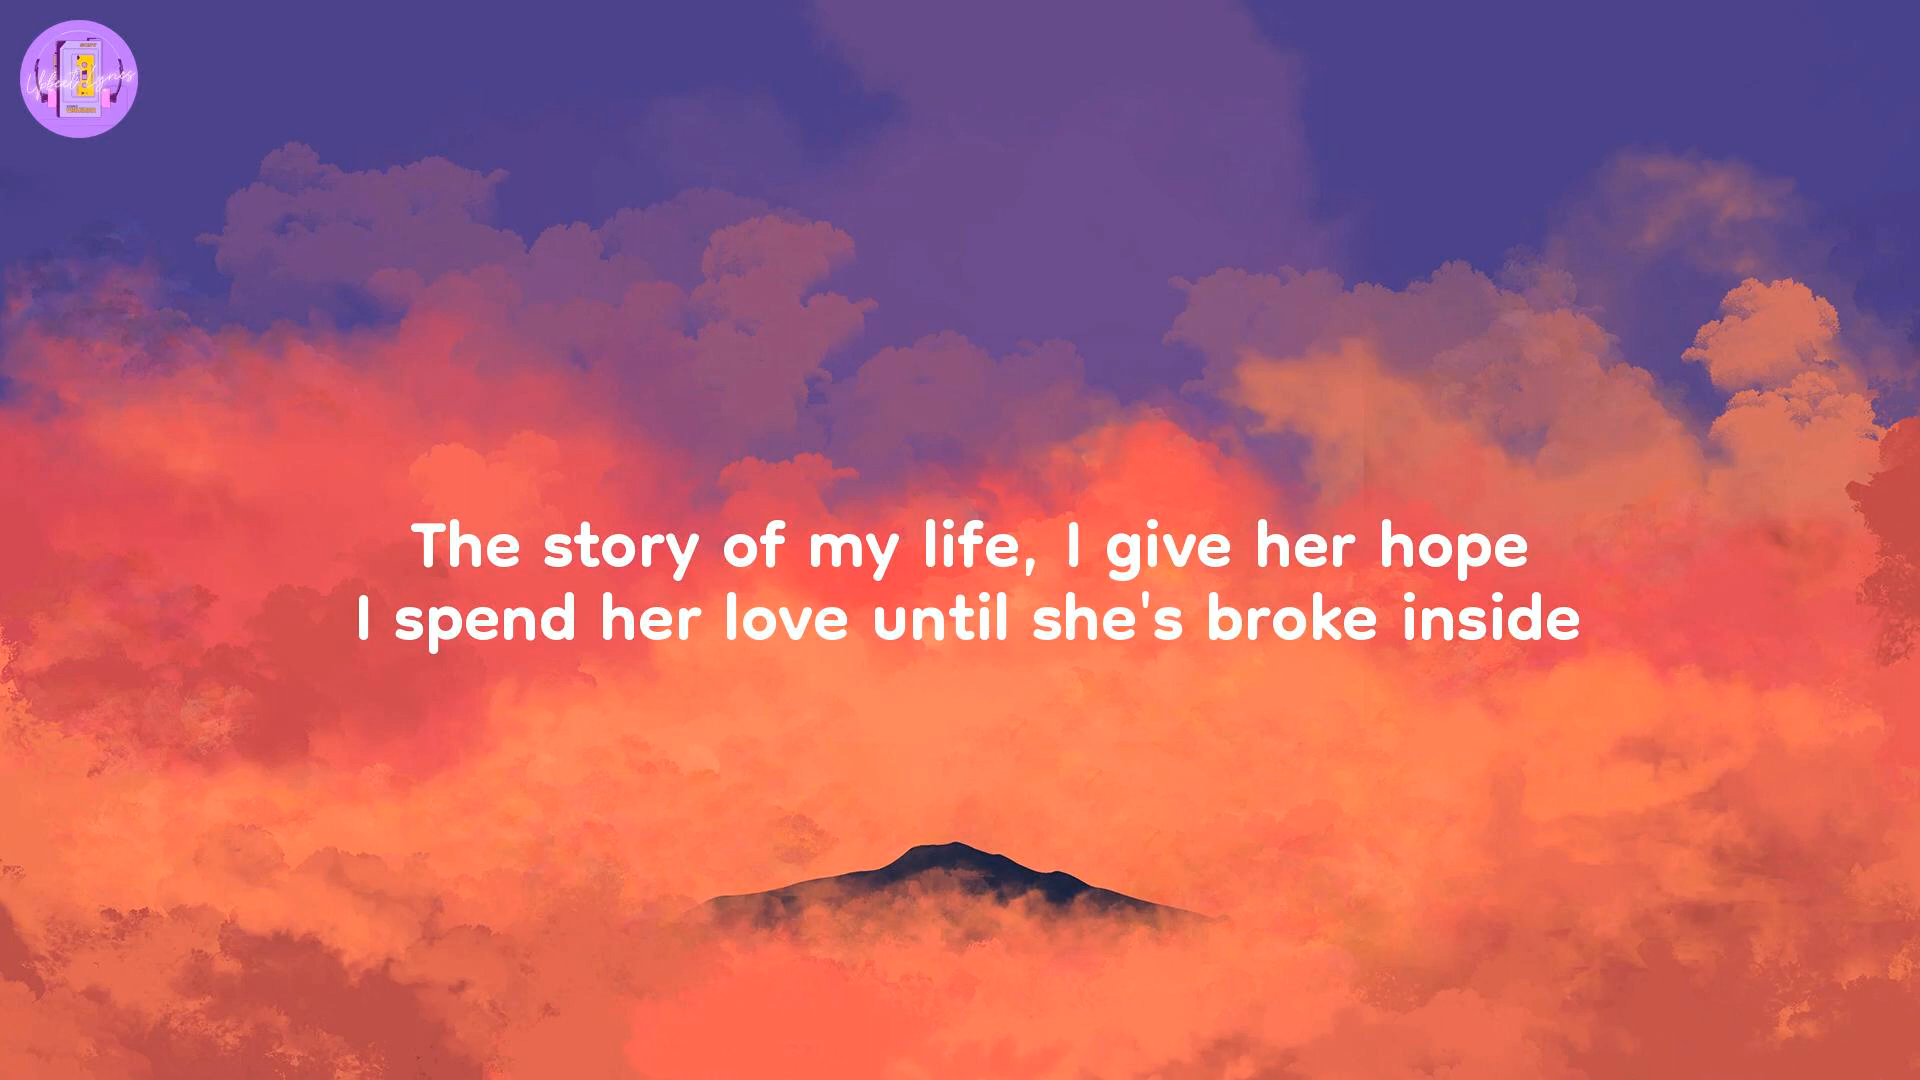 The story of my life, I give her hope
I spend her love until she's broke inside